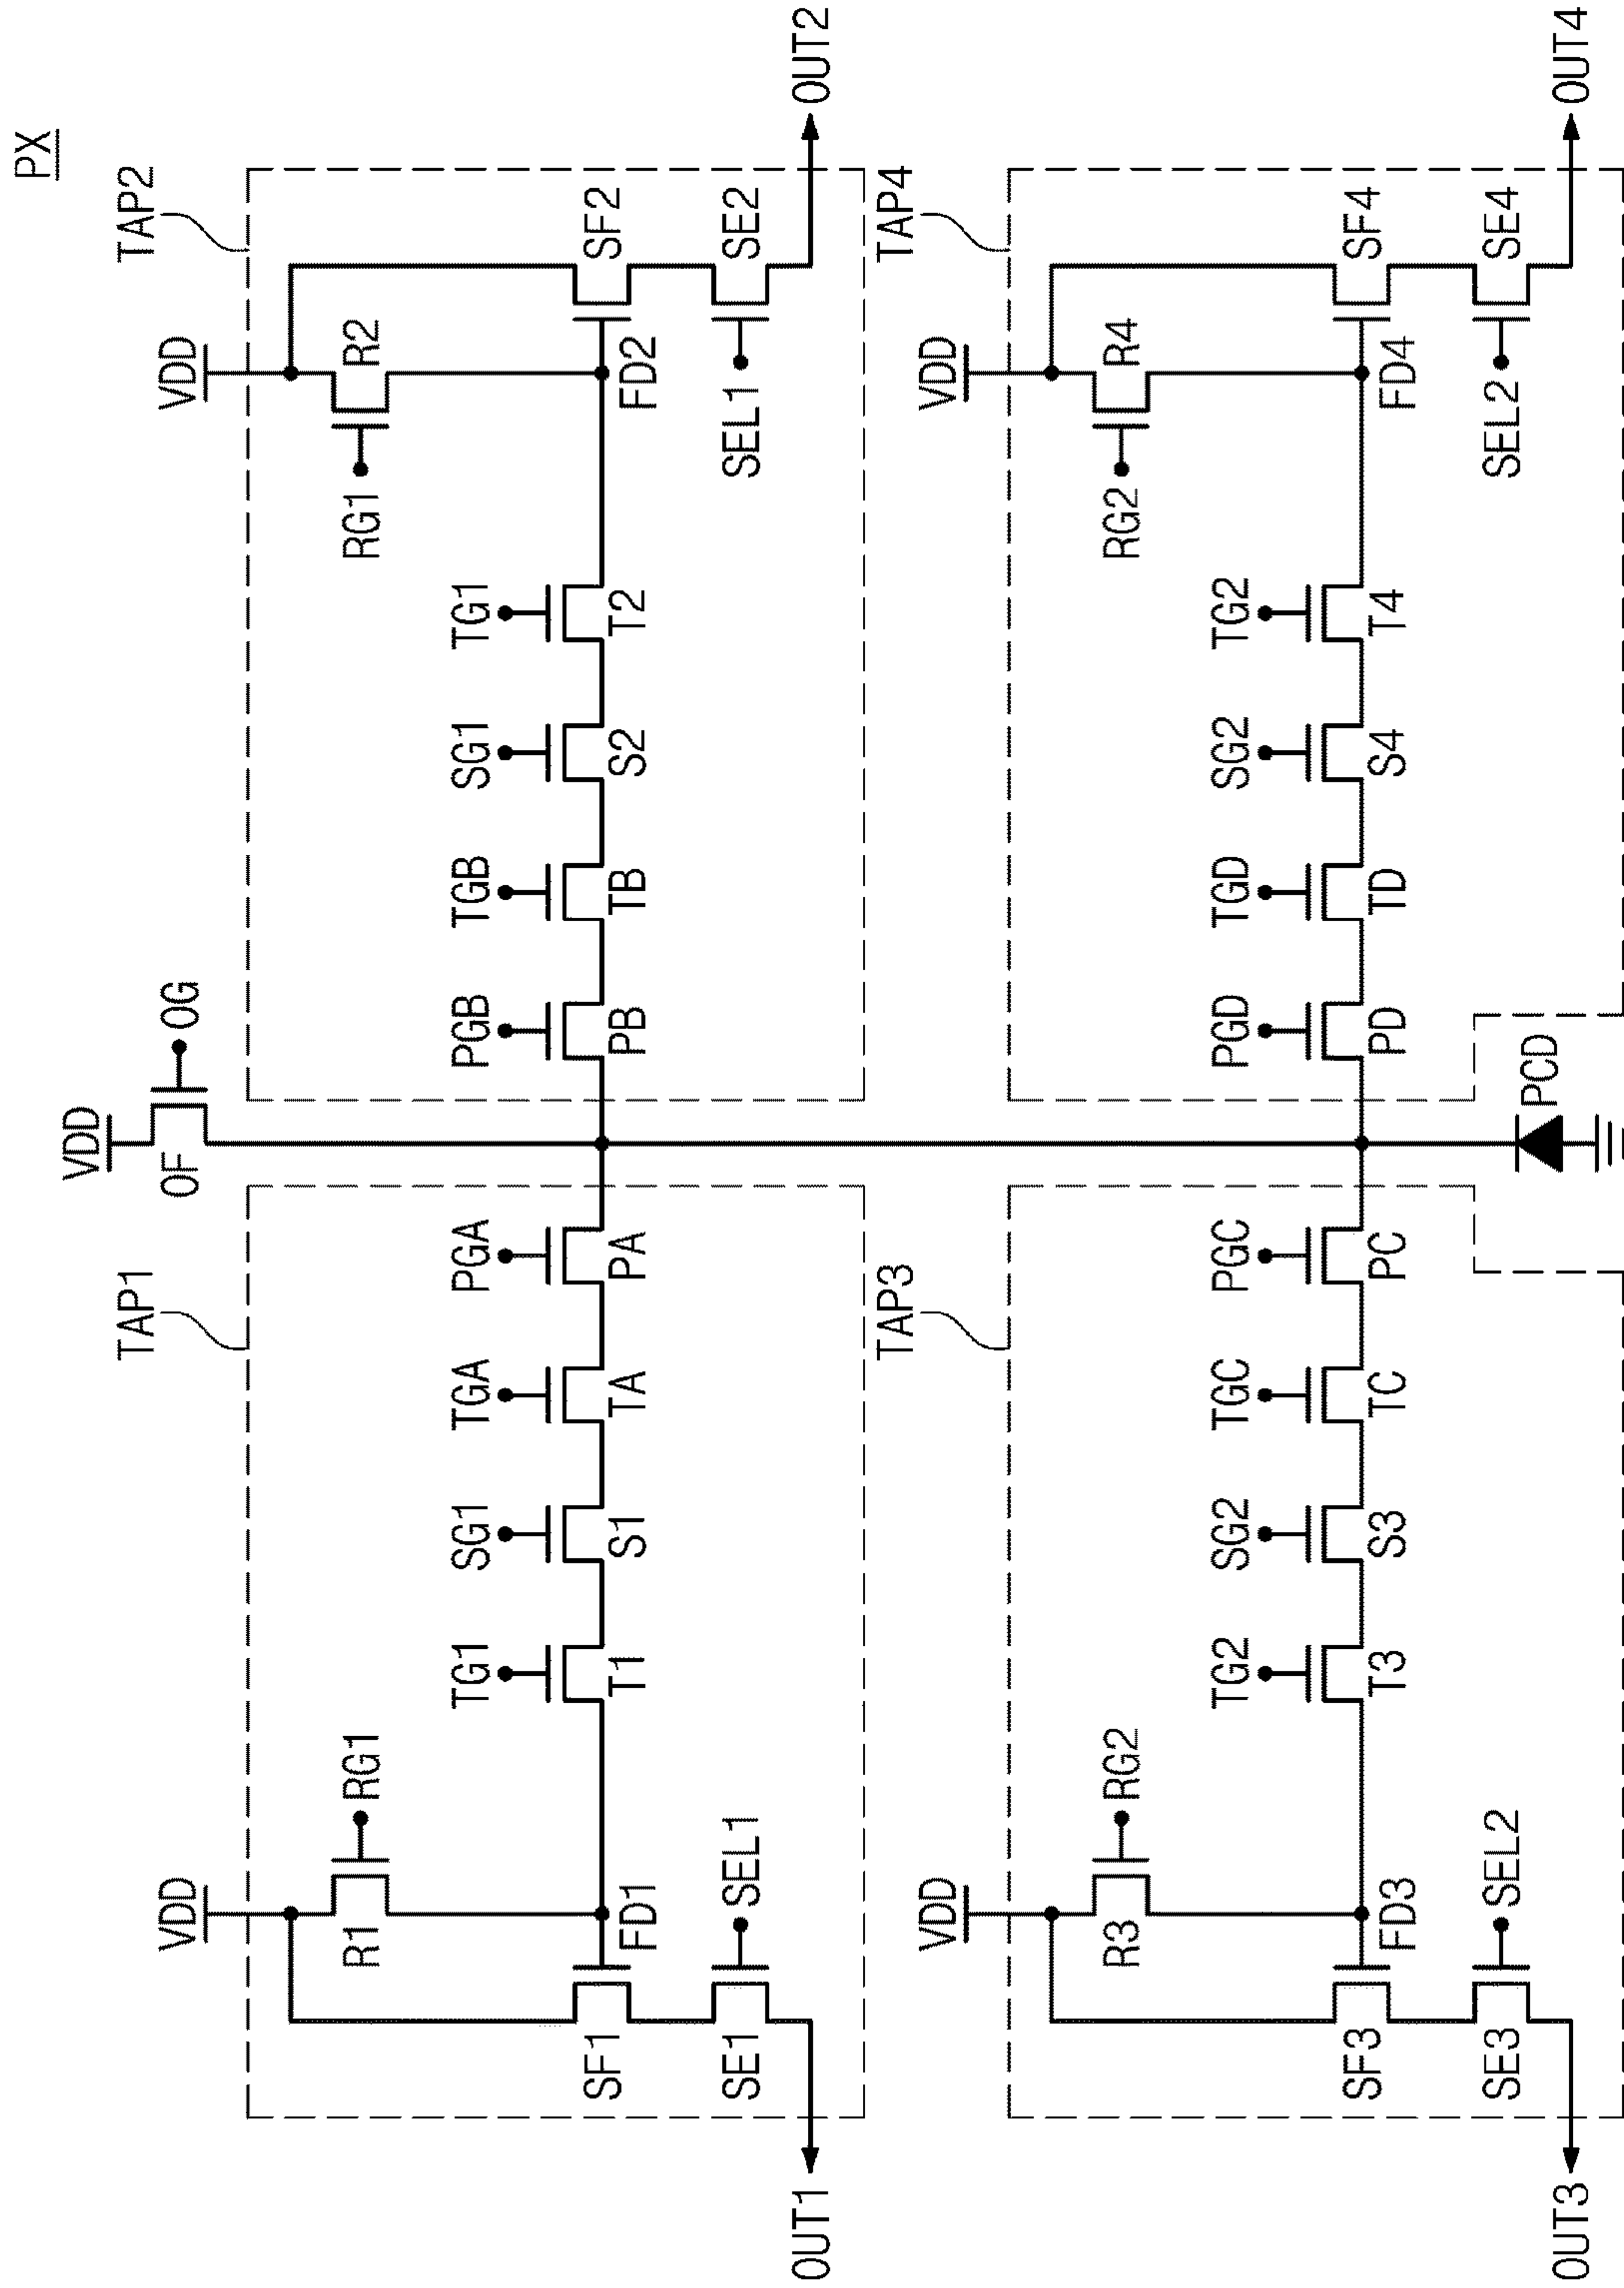 PX
VDD
OF
OG
TAP1
VDD
R1
RG1
TG1
SG1
TGA
PGA
T1
S1
TA
PA
FD1
SF1
SE1
SEL1
OUT1
TAP2
VDD
RG1
R2
PGB
TGB
SG1
TG1
PB
TB
S2
T2
FD2
SF2
SEL1
SE2
OUT2
TAP3
VDD
R3
RG2
TG2
SG2
TGC
PGC
T3
S3
TC
PC
FD3
SF3
SE3
SEL2
OUT3
TAP4
VDD
RG2
R4
PGD
TGD
SG2
TG2
PD
TD
S4
T4
FD4
SF4
SEL2
SE4
OUT4
PCD